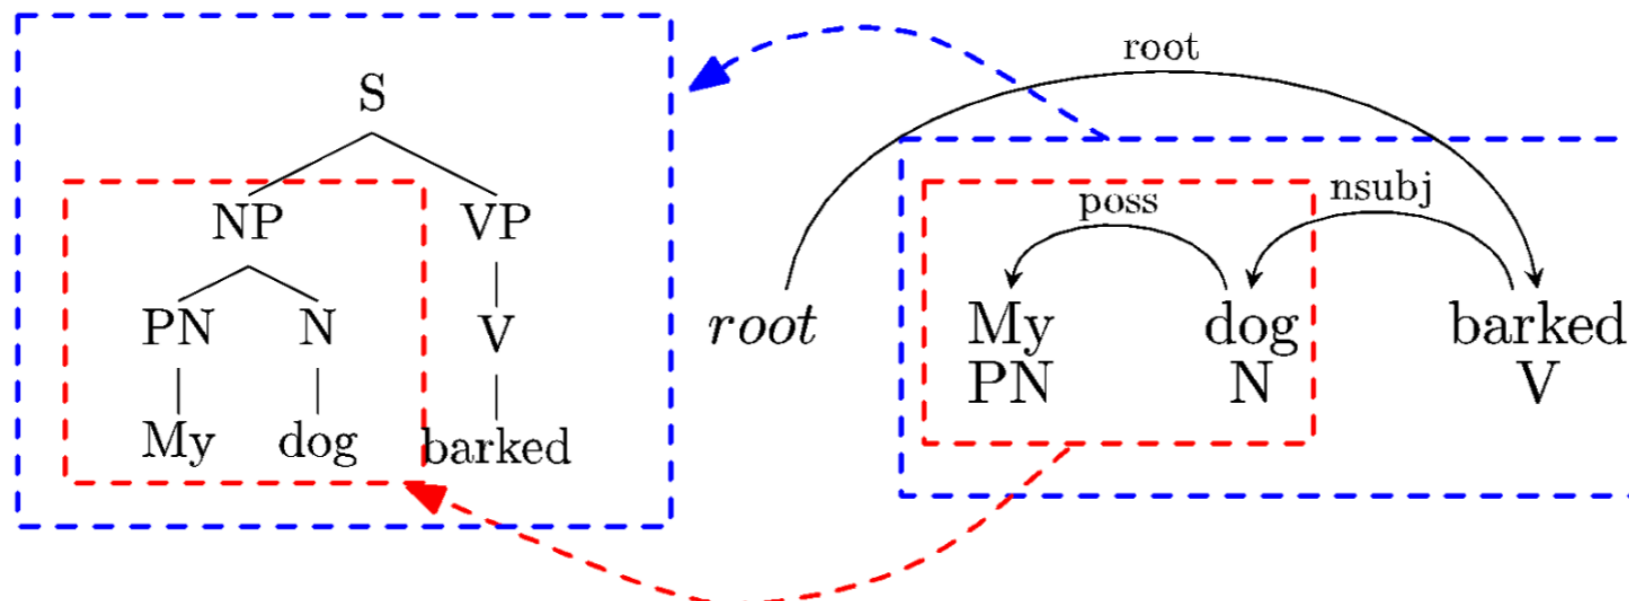 S
NP VP
PN N V
My dog barked
root
poss nsubj
root My dog barked
PN N V